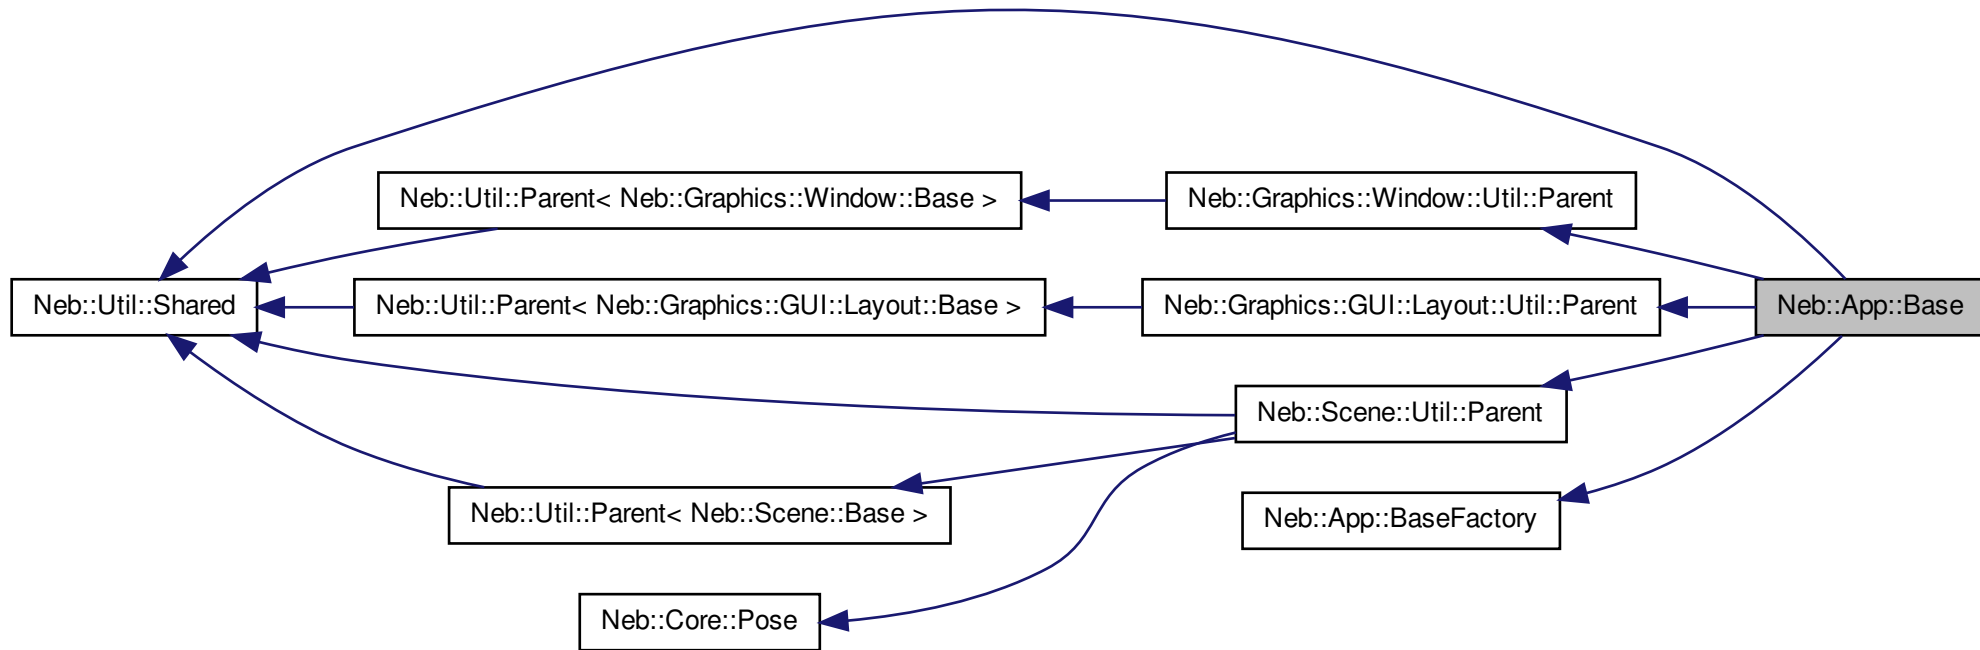 Neb::Util::Parent< Neb::Graphics::Window::Base >
Neb::Graphics::Window::Util::Parent
Neb::Util::Shared
Neb::Util::Parent< Neb::Graphics::GUI::Layout::Base >
Neb::Graphics::GUI::Layout::Util::Parent
Neb::App::Base
Neb::Scene::Util::Parent
Neb::Util::Parent< Neb::Scene::Base >
Neb::App::BaseFactory
Neb::Core::Pose